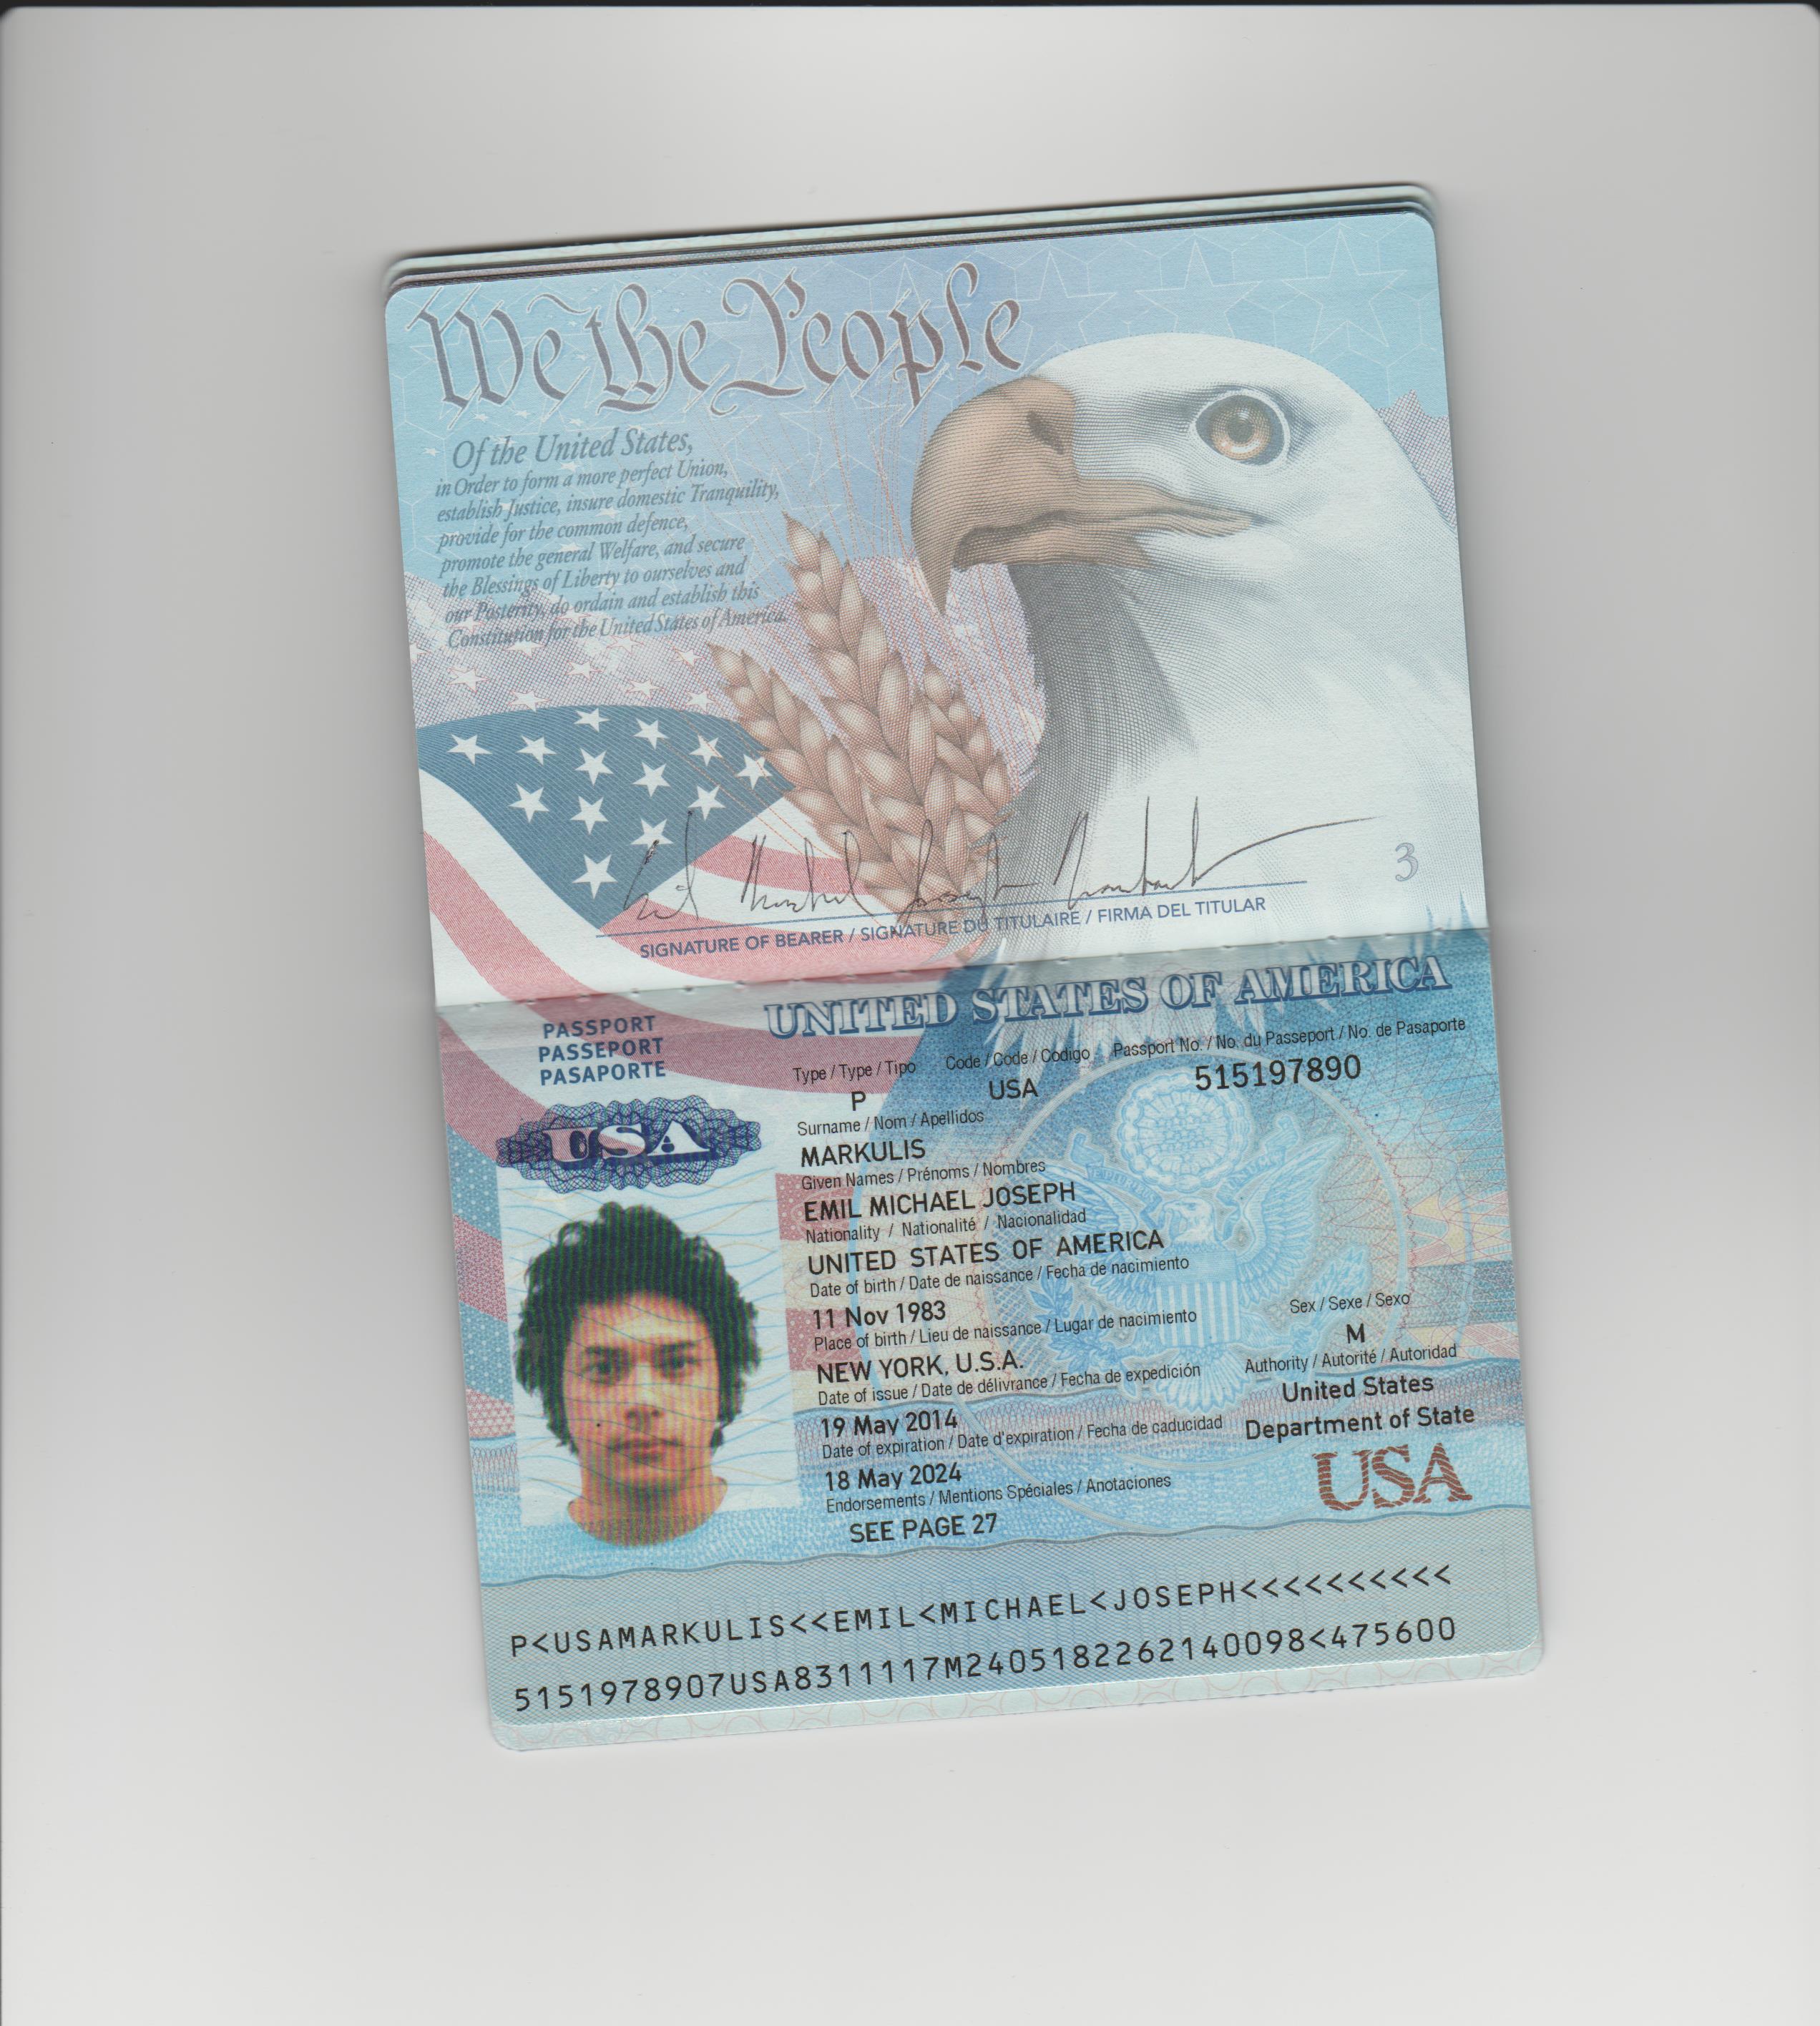 We the People
Of the United States,
in Order to form a more perfect Union,
establish Justice, insure domestic Tranquility,
provide for the common defence,
promote the general Welfare, and secure
the Blessings of Liberty to ourselves and
our Posterity, do ordain and establish this
Constitution for the United States of America.
3
SIGNATURE OF BEARER / SIGNATURE DU TITULAIRE / FIRMA DEL TITULAR
UNITED STATES OF AMERICA
PASSPORT
PASSEPORT
PASAPORTE
USA
Type / Type / Tipo Code / Code / Codigo Passport No. / No. du Passeport / No. de Pasaporte
P USA 515197890
Surname / Nom / Apellidos
MARKULIS
Given Names / Prénoms / Nombres
EMIL MICHAEL JOSEPH
Nationality / Nationalité / Nacionalidad
UNITED STATES OF AMERICA
Date of birth / Date de naissance / Fecha de nacimiento
11 Nov 1983
Place of birth / Lieu de naissance / Lugar de nacimiento Sex / Sexe / Sexo
NEW YORK, U.S.A. M
Date of issue / Date de délivrance / Fecha de expedición Authority / Autorité / Autoridad
19 May 2014 United States
Date of expiration / Date d'expiration / Fecha de caducidad Department of State
18 May 2024
Endorsements / Mentions Spéciales / Anotaciones
SEE PAGE 27
USA
P<USAMARKULIS<<EMIL<MICHAEL<JOSEPH<<<<<<<<<<
5151978907USA8311117M2405182262140098<475600